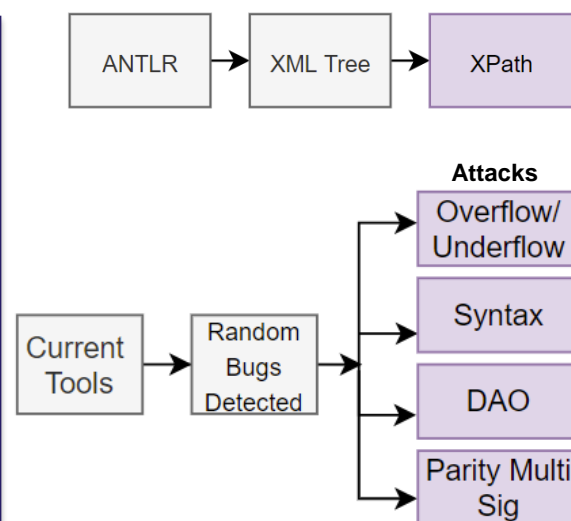 ANTLR
XML Tree
XPath
Attacks
Overflow/
Underflow
Syntax
Current
Tools
Random
Bugs
Detected
DAO
Parity Multi
Sig